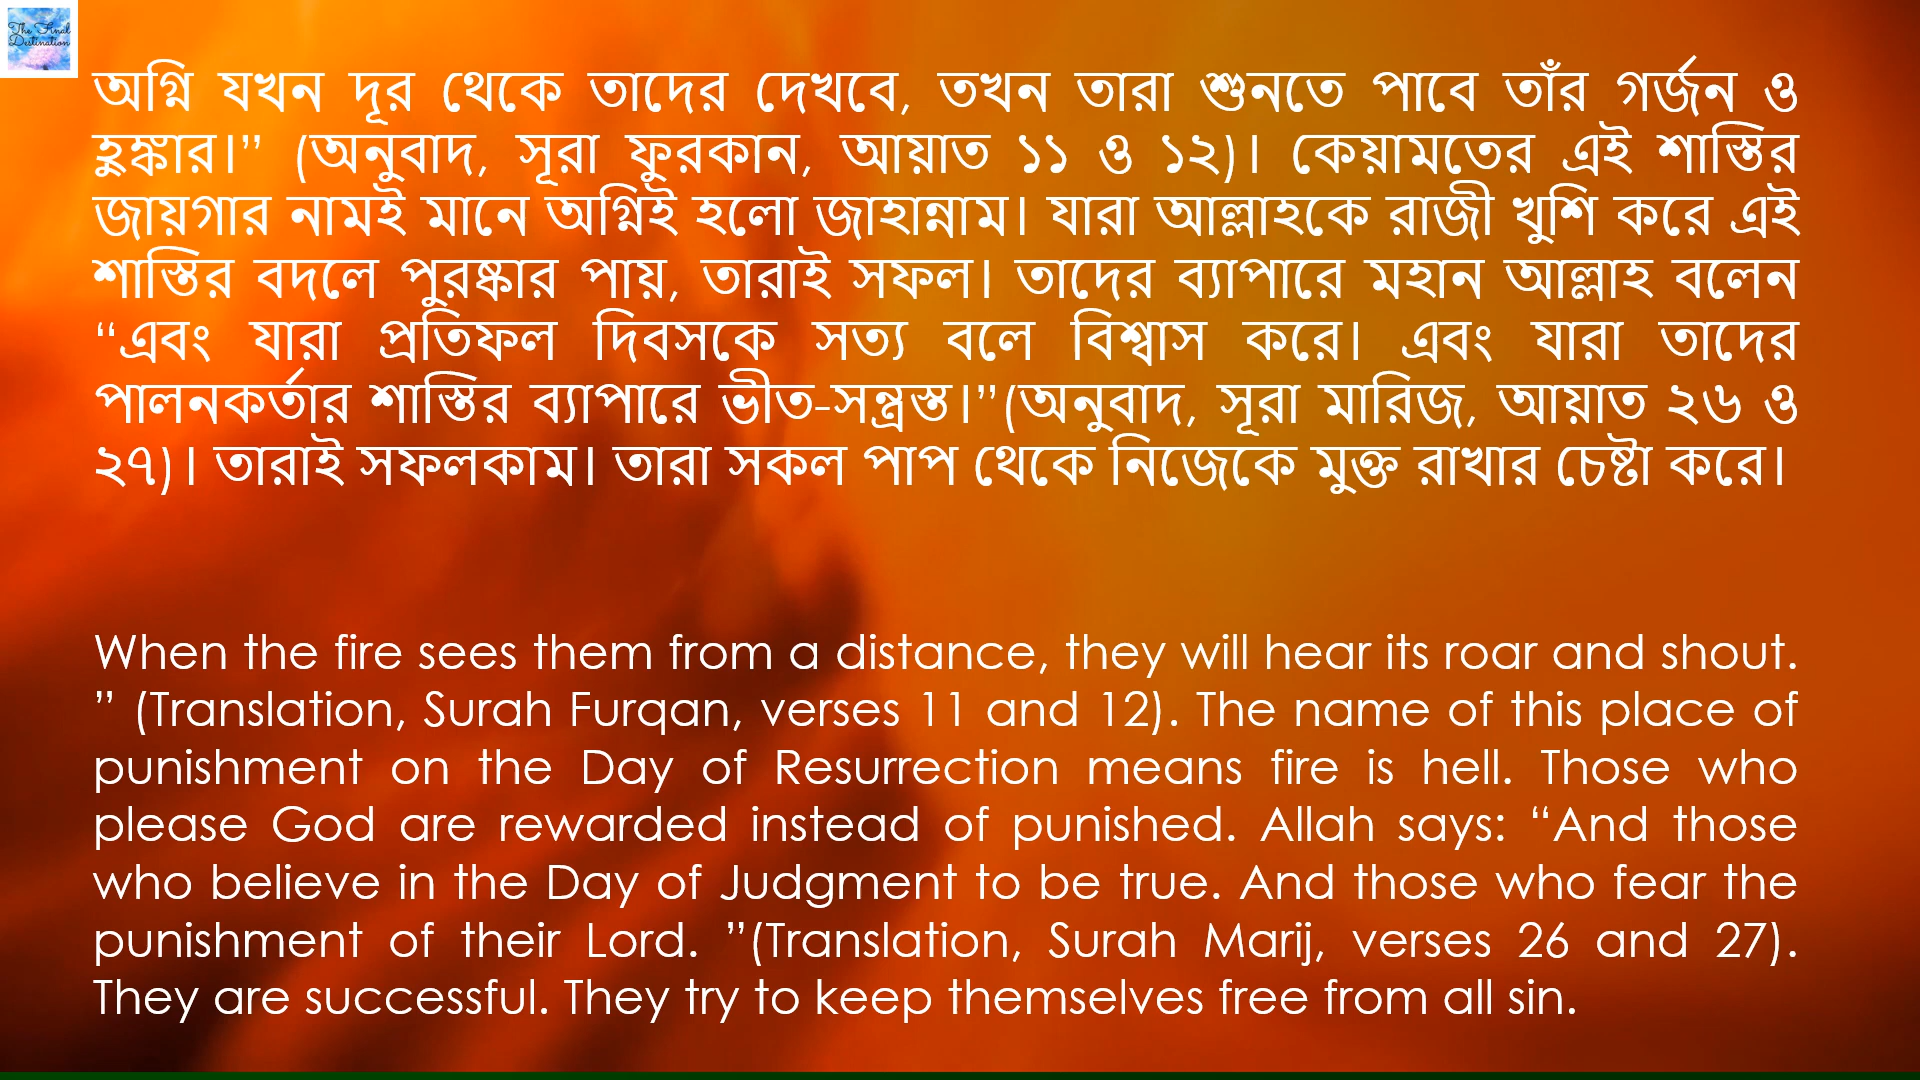 The Final
Destination
অগ্নি যখন দূর থেকে তাদের দেখবে, তখন তারা শুনতে পাবে তাঁর গর্জন ও
হুঙ্কার।” (অনুবাদ, সূরা ফুরকান, আয়াত ১১ ও ১২)। কেয়ামতের এই শাস্তির
জায়গার নামই মানে অগ্নিই হলো জাহান্নাম। যারা আল্লাহকে রাজী খুশি করে এই
শাস্তির বদলে পুরষ্কার পায়, তারাই সফল। তাদের ব্যাপারে মহান আল্লাহ বলেন
“এবং যারা প্রতিফল দিবসকে সত্য বলে বিশ্বাস করে। এবং যারা তাদের
পালনকর্তার শাস্তির ব্যাপারে ভীত-সন্ত্রস্ত।”(অনুবাদ, সূরা মারিজ, আয়াত ২৬ ও
২৭)। তারাই সফলকাম। তারা সকল পাপ থেকে নিজেকে মুক্ত রাখার চেষ্টা করে।
When the fire sees them from a distance, they will hear its roar and shout.
” (Translation, Surah Furqan, verses 11 and 12). The name of this place of
punishment on the Day of Resurrection means fire is hell. Those who
please God are rewarded instead of punished. Allah says: “And those
who believe in the Day of Judgment to be true. And those who fear the
punishment of their Lord. ”(Translation, Surah Marij, verses 26 and 27).
They are successful. They try to keep themselves free from all sin.